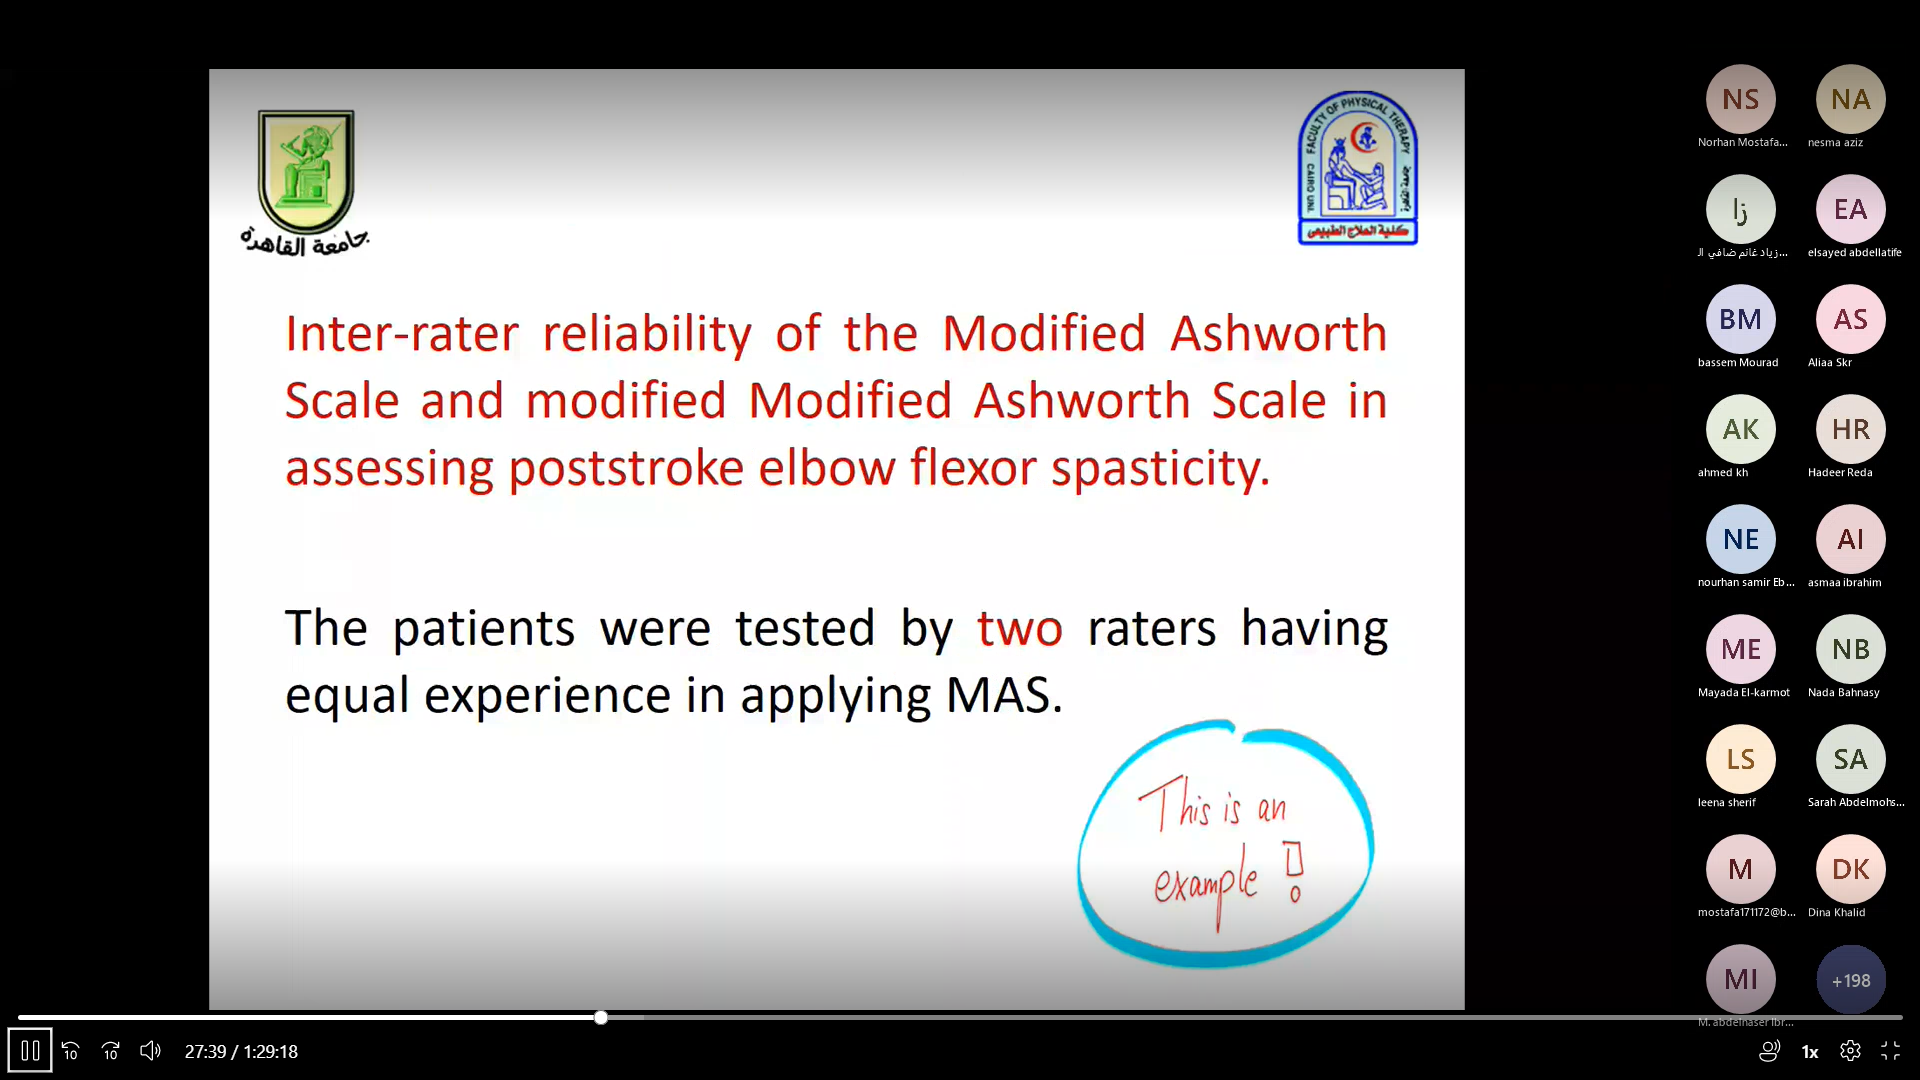 جامعة القاهرة
FACULTY OF PHYSICAL THERAPY
CAIRO UNI.
جامعة القاهرة
كلية العلاج الطبيعى
Inter-rater reliability of the Modified Ashworth
Scale and modified Modified Ashworth Scale in
assessing poststroke elbow flexor spasticity.
The patients were tested by two raters having
equal experience in applying MAS.
This is an
example !
NS
Norhan Mostafa...
NA
nesma aziz
زا
زياد غانم ضافي ال...
EA
elsayed abdellatife
BM
bassem Mourad
AS
Aliaa Skr
AK
ahmed kh
HR
Hadeer Reda
NE
nourhan samir Eb...
AI
asmaa ibrahim
ME
Mayada El-karmot
NB
Nada Bahnasy
LS
leena sherif
SA
Sarah Abdelmohs...
M
mostafa171172@b...
DK
Dina Khalid
MI
M. abdelnaser Ibr...
+198
10
10
27:39 / 1:29:18
1x